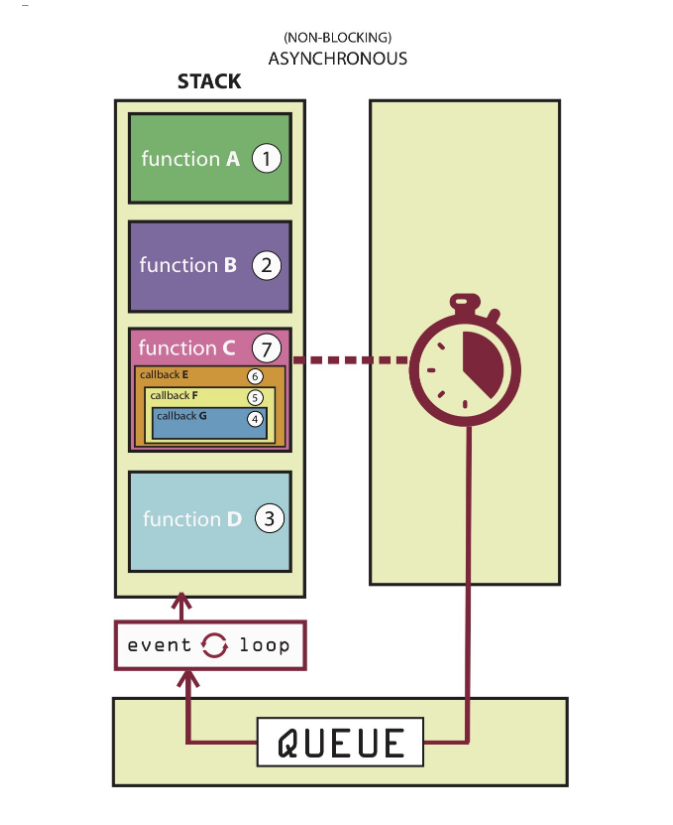 (NON-BLOCKING)
ASYNCHRONOUS
STACK
function A 1
function B 2
function C 7
callback E 6
callback F 5
callback G 4
function D 3
event loop
QUEUE